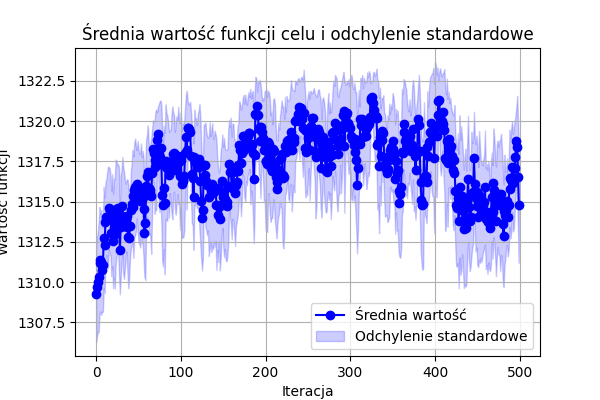 Średnia wartość funkcji celu i odchylenie standardowe
Wartość funkcji
1322.5
1320.0
1317.5
1315.0
1312.5
1310.0
1307.5
Średnia wartość
Odchylenie standardowe
0 100 200 300 400 500
Iteracja